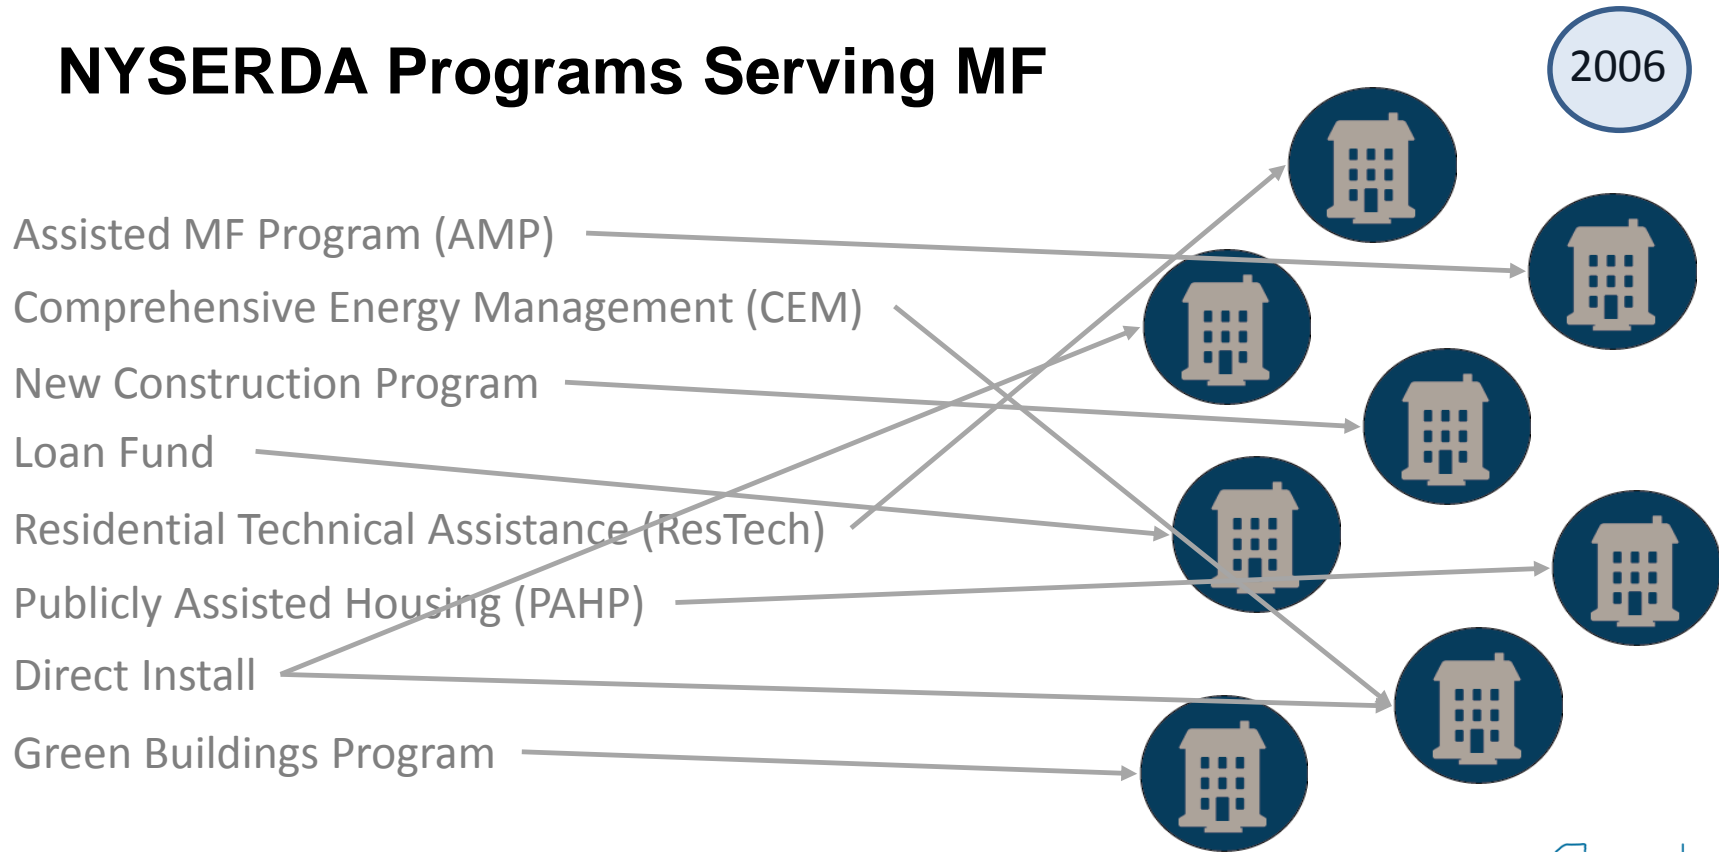 NYSERDA Programs Serving MF
2006
Assisted MF Program (AMP)
Comprehensive Energy Management (CEM)
New Construction Program
Loan Fund
Residential Technical Assistance (ResTech)
Publicly Assisted Housing (PAHP)
Direct Install
Green Buildings Program